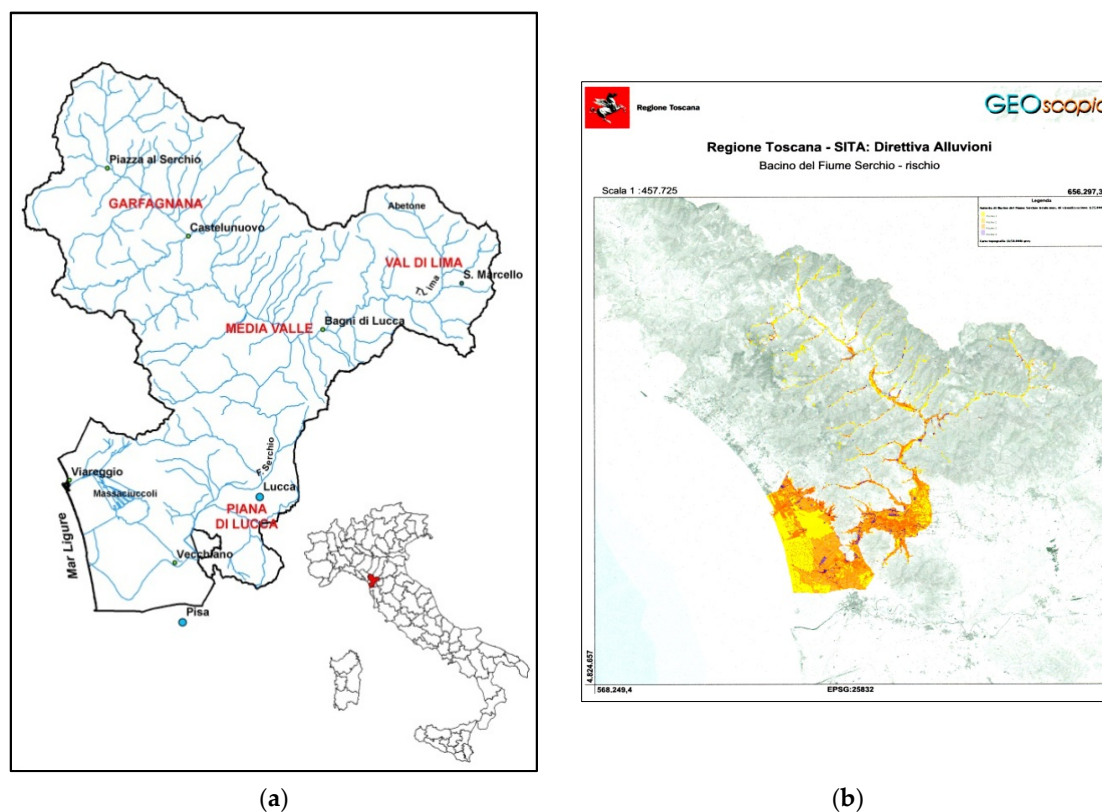 Piazza al Serchio
GARFAGNANA
Castelunuovo
Abetone
VAL DI LIMA
S. Marcello
T. Lima
MEDIA VALLE
Bagni di Lucca
F. Serchio
Viareggio
Massaciuccoli
Lucca
PIANA
DI LUCCA
Mar Ligure
Vecchiano
Pisa
(a)
Regione Toscana
GEOscopio
Regione Toscana - SITA: Direttiva Alluvioni
Bacino del Fiume Serchio - rischio
Scala 1 :457.725
656.297,3
Legenda
4.824.657
568.249,4
EPSG:25832
(b)